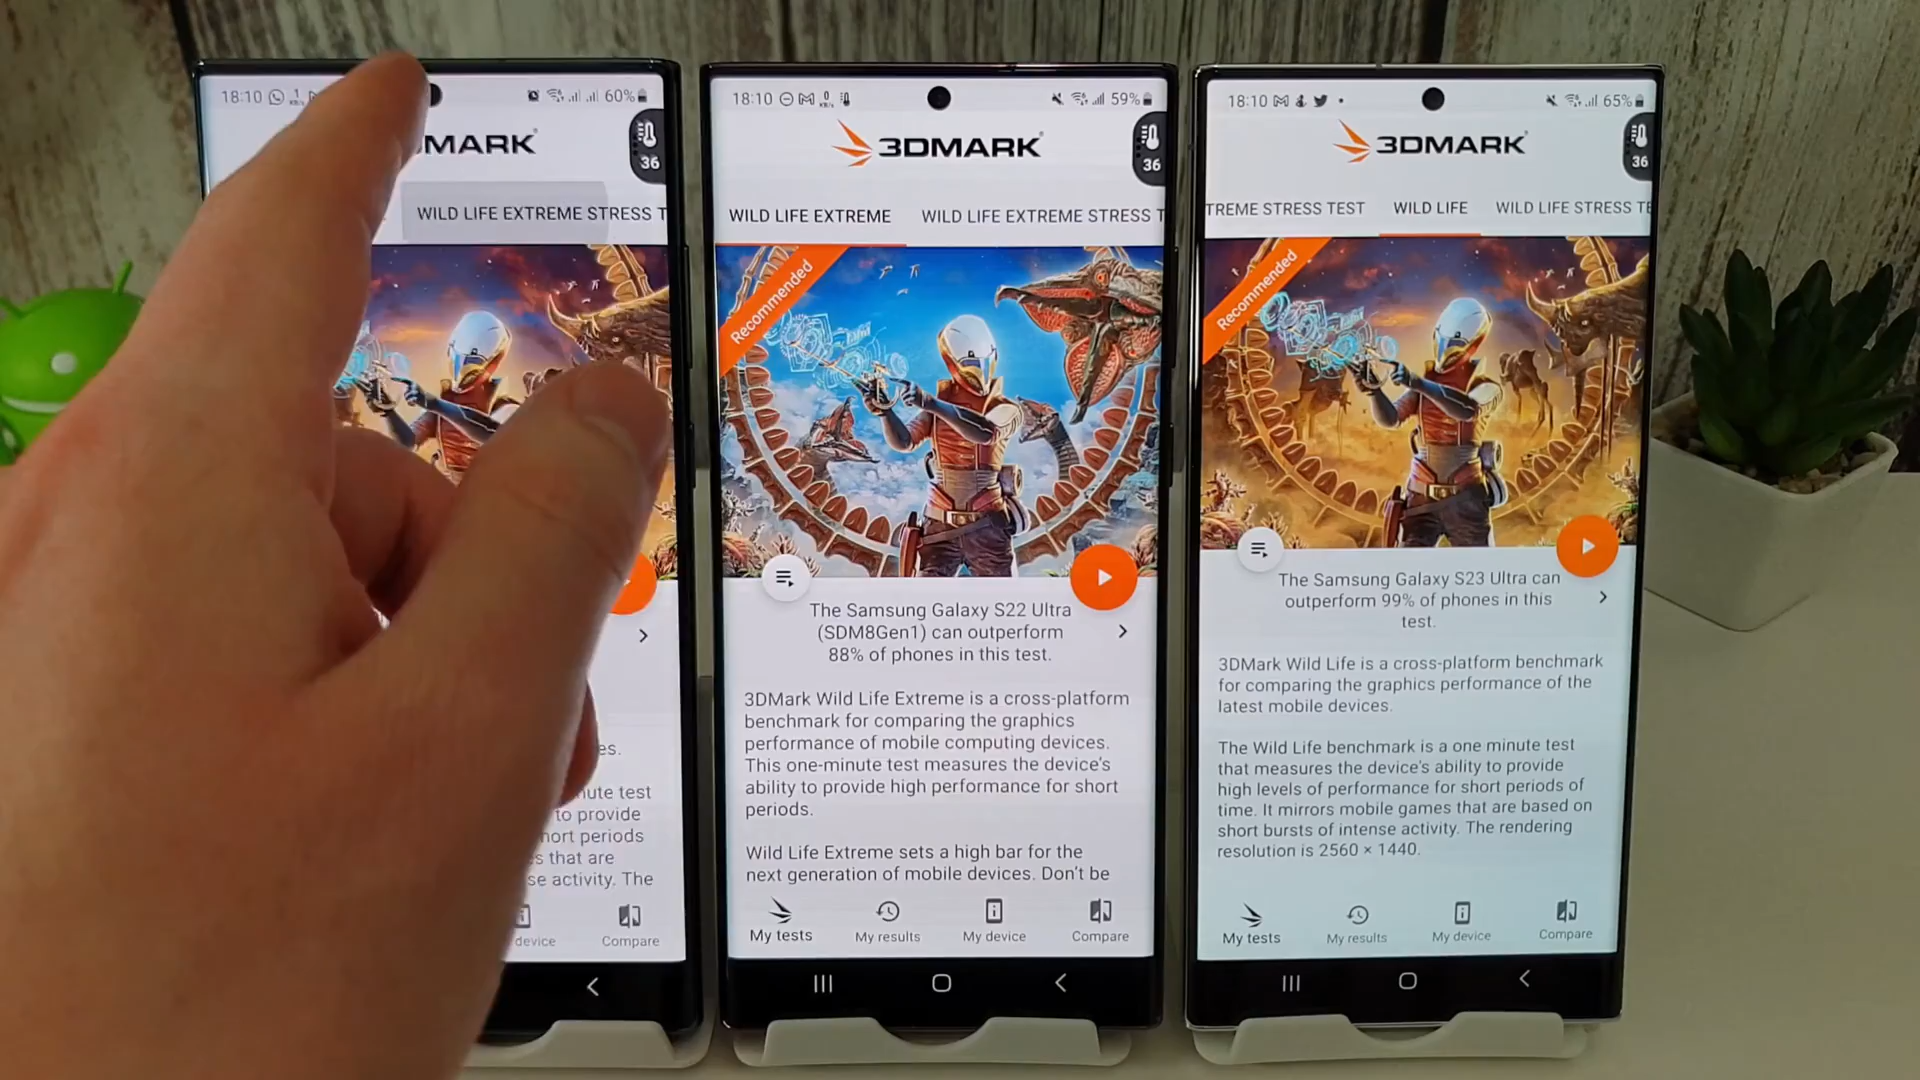 18:10 1 KB/s 60%
DMARK
36
WILD LIFE EXTREME STRESS T
es.
nute test
to provide
hort periods
s that are
se activity. The
device
Compare
18:10 0 KB/s 59%
3DMARK
36
WILD LIFE EXTREME WILD LIFE EXTREME STRESS T
Recommended
The Samsung Galaxy S22 Ultra
(SDM8Gen1) can outperform
88% of phones in this test.
3DMark Wild Life Extreme is a cross-platform
benchmark for comparing the graphics
performance of mobile computing devices.
This one-minute test measures the device's
ability to provide high performance for short
periods.
Wild Life Extreme sets a high bar for the
next generation of mobile devices. Don't be
My tests My results My device Compare
18:10 65%
3DMARK
36
TREME STRESS TEST WILD LIFE WILD LIFE STRESS TE
Recommended
The Samsung Galaxy S23 Ultra can
outperform 99% of phones in this
test.
3DMark Wild Life is a cross-platform benchmark
for comparing the graphics performance of the
latest mobile devices.
The Wild Life benchmark is a one minute test
that measures the device's ability to provide
high levels of performance for short periods of
time. It mirrors mobile games that are based on
short bursts of intense activity. The rendering
resolution is 2560 × 1440.
My tests My results My device Compare